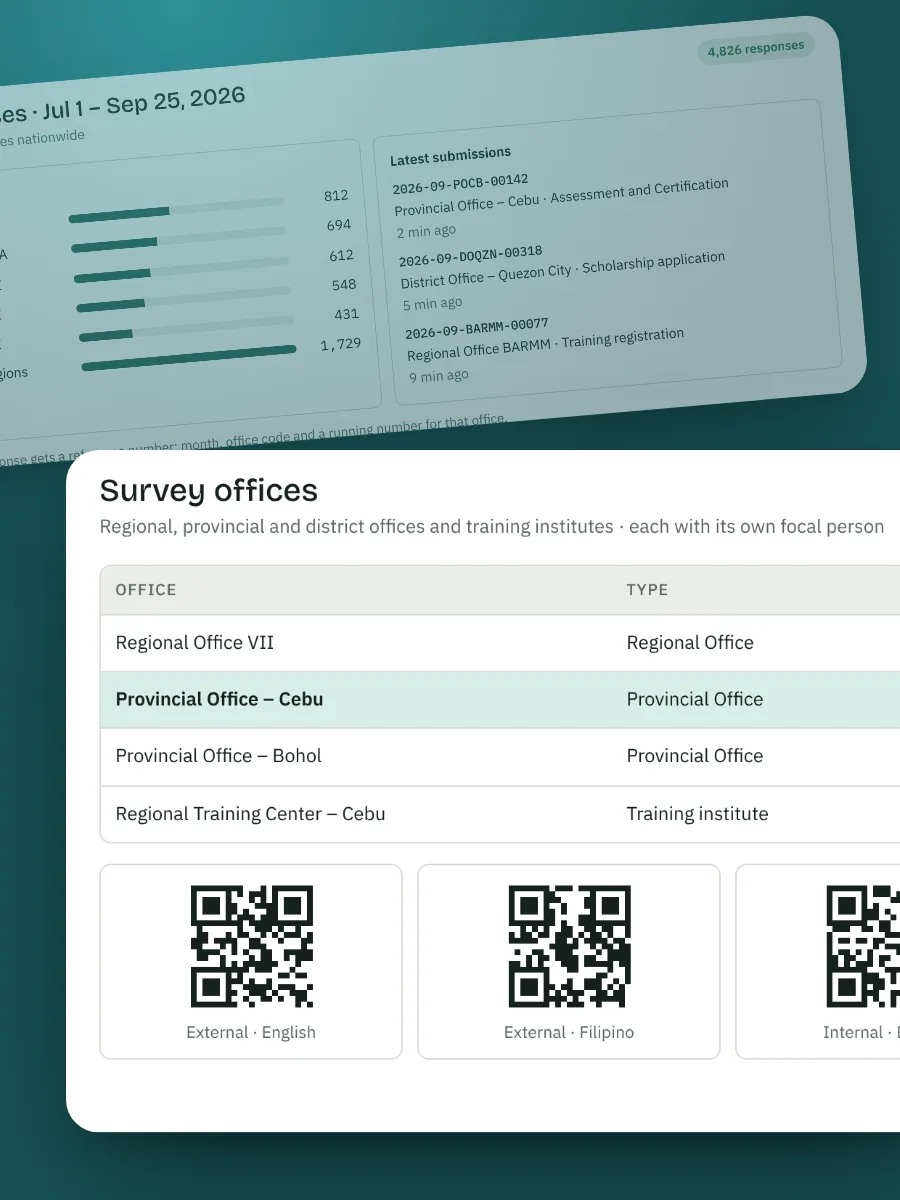 4,826 responses
es · Jul 1 – Sep 25, 2026
es nationwide
812
A
694
612
548
431
gions
1,729
Latest submissions
2026-09-POCB-00142
Provincial Office – Cebu · Assessment and Certification
2 min ago
2026-09-DOQZN-00318
District Office – Quezon City · Scholarship application
5 min ago
2026-09-BARMM-00077
Regional Office BARMM · Training registration
9 min ago
onse gets a number: month, office code and a running number for that office.
Survey offices
Regional, provincial and district offices and training institutes · each with its own focal person
OFFICE TYPE
Regional Office VII Regional Office
Provincial Office – Cebu Provincial Office
Provincial Office – Bohol Provincial Office
Regional Training Center – Cebu Training institute
External · English
External · Filipino
Internal ·